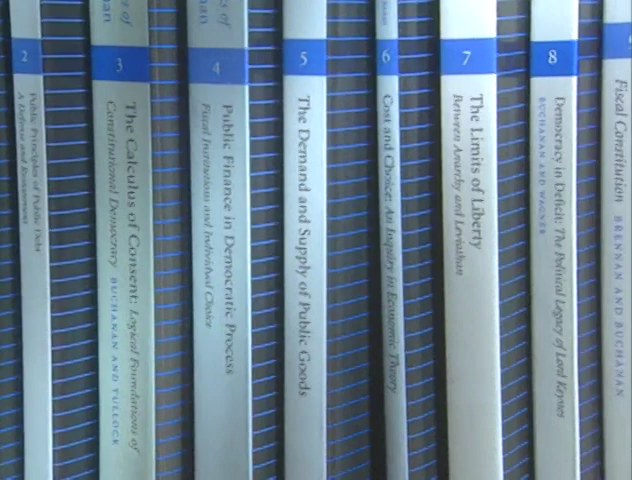 2
Public Principles of Public Debt
A Defense and Restatement
3
The Calculus of Consent: Logical Foundations of
Constitutional Democracy BUCHANAN AND TULLOCK
4
Public Finance in Democratic Process
Fiscal Institutions and Individual Choice
5
The Demand and Supply of Public Goods
6
Cost and Choice: An Inquiry in Economic Theory
7
The Limits of Liberty
Between Anarchy and Leviathan
8
Democracy in Deficit: The Political Legacy of Lord Keynes
BUCHANAN AND WAGNER
Fiscal Constitution BRENNAN AND BUCHANAN